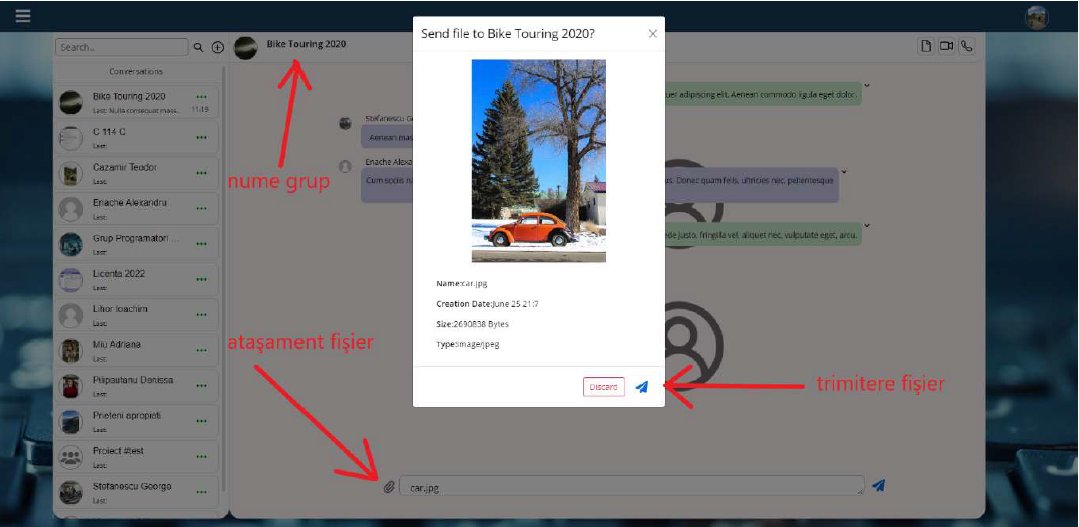 Send file to Bike Touring 2020?
Search..
Bike Touring 2020
Conversations
Bike Touring 2020
Last: Nulla consequat mass...
11:19
C 114 C
Last:
Cazamir Teodor
Last:
Enache Alexandru
Last:
Grup Programatori ...
Last:
Licenta 2022
Last:
Lihor Ioachim
Last:
Miu Adriana
Last:
Pilipautanu Denissa
Last:
Prieteni apropiati
Last:
Proiect #test
Last:
Stefanescu George
Last:
nume grup
uer adipiscing elit. Aenean commodo ligula eget dolor.
Stefanescu G
Aenean mas
Enache Alexa
Cum sociis na
us. Donec quam felis, ultricies nec, pellentesque
ede justo, fringilla vel, aliquet nec, vulputate eget, arcu.
Name:car.jpg
Creation Date:June 25 21:?
Size:2690838 Bytes
Type:image/jpeg
atașament fișier
Discard
trimitere fișier
car.jpg